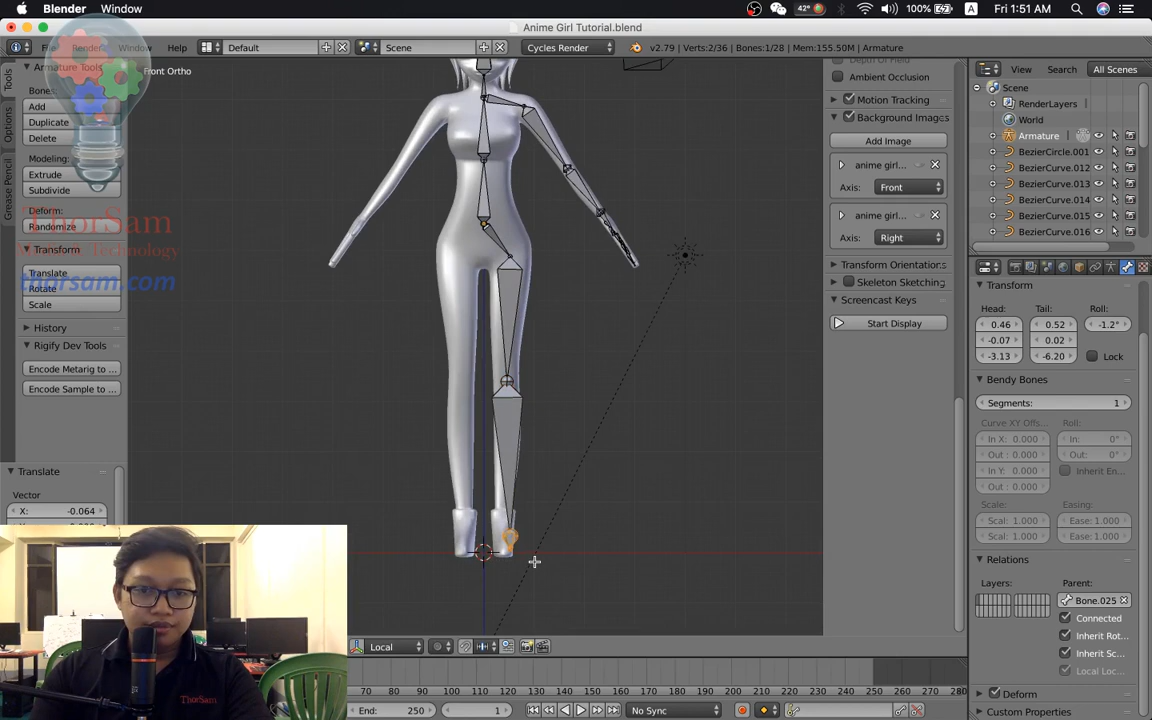 Blender Window
42° 100% A Fri 1:51 AM
Anime Girl Tutorial.blend
File Render Window Help Default Scene Cycles Render v2.79 | Verts:2/36 | Bones:1/28 | Mem:155.50M | Armature
View Search All Scenes
Tools
Options
Grease Pencil
Armature Tools
Front Ortho
Bones:
Add
Duplicate
Delete
Modeling:
Extrude
Subdivide
Deform:
Randomize
Transform
Translate
Rotate
Scale
History
Rigify Dev Tools
Encode Metarig to ...
Encode Sample to ...
Translate
Vector
X: -0.064
ThorSam
Technology
thorsam.com
Ambient Occlusion
Motion Tracking
Background Images
Add Image
anime girl...
Axis: Front
anime girl...
Axis: Right
Transform Orientations
Skeleton Sketching
Screencast Keys
Start Display
Scene
RenderLayers
World
Armature
BezierCircle.001
BezierCurve.012
BezierCurve.013
BezierCurve.014
BezierCurve.015
BezierCurve.016
Transform
Head: Tail: Roll:
0.46 0.52 -1.2°
-0.07 0.02
-3.13 -6.20 Lock
Bendy Bones
Segments: 1
Curve XY Offs... Roll:
In X: 0.000 In: 0°
Out : 0.000 Out: 0°
In Y: 0.000 Inherit En...
Out : 0.000
Scale: Easing:
Scal: 1.000 Ease: 1.000
Scal: 1.000 Ease: 1.000
Relations
Layers: Parent:
Bone.025
Connected
Inherit Rot...
Inherit Sc...
Local Loc...
Deform
Custom Properties
Local
70 80 90 100 110 120 130 140 150 160 170 180 190 200 210 220 230 240 250 260 270 280
End: 250 1 No Sync
ThorSam